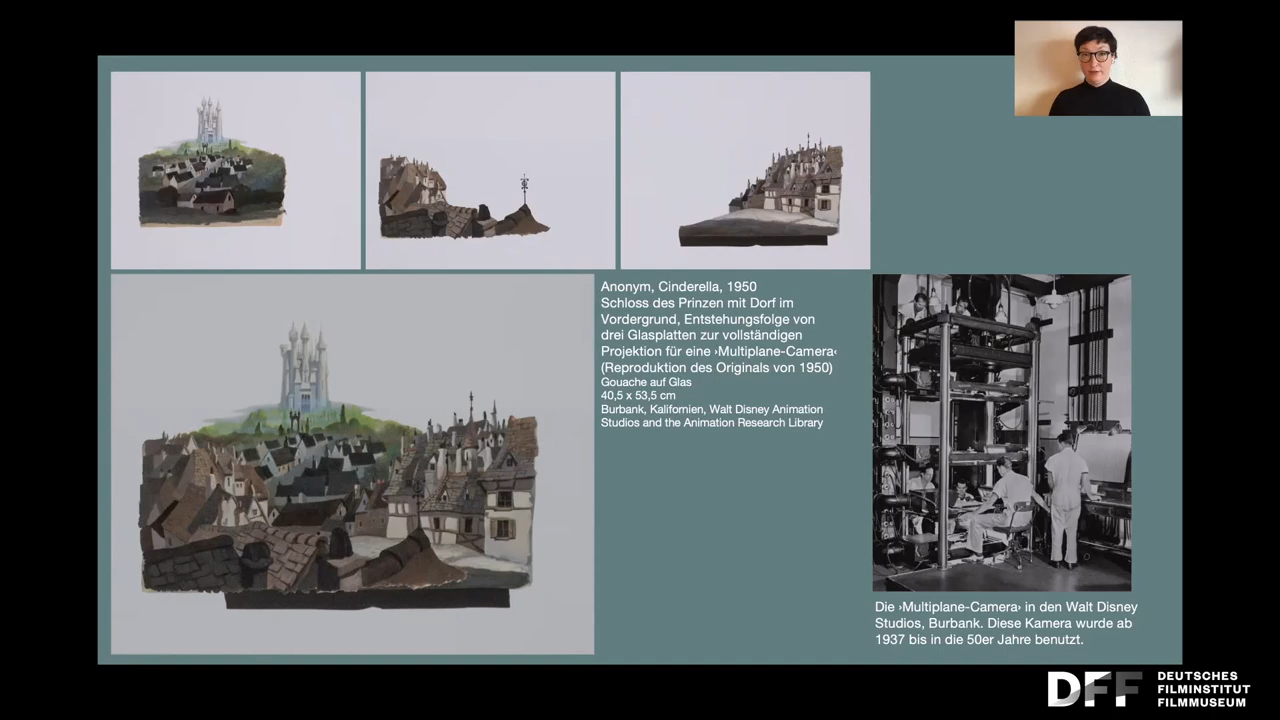 Anonym, Cinderella, 1950
Schloss des Prinzen mit Dorf im
Vordergrund, Entstehungsfolge von
drei Glasplatten zur vollständigen
Projektion für eine ›Multiplane-Camera‹
(Reproduktion des Originals von 1950)
Gouache auf Glas
40,5 x 53,5 cm
Burbank, Kalifornien, Walt Disney Animation
Studios and the Animation Research Library
Die ›Multiplane-Camera› in den Walt Disney
Studios, Burbank. Diese Kamera wurde ab
1937 bis in die 50er Jahre benutzt.
DFF
DEUTSCHES
FILMINSTITUT
FILMMUSEUM